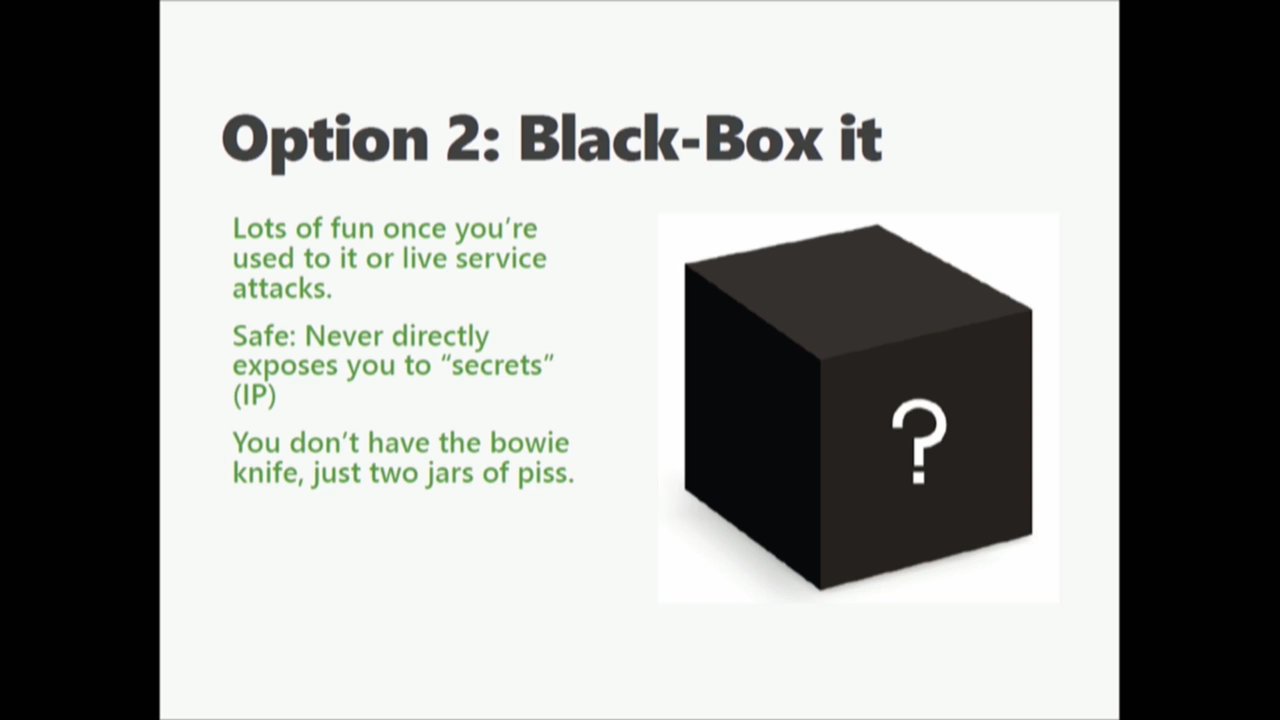 Option 2: Black-Box it
Lots of fun once you’re
used to it or live service
attacks.
Safe: Never directly
exposes you to “secrets”
(IP)
You don’t have the bowie
knife, just two jars of piss.
?